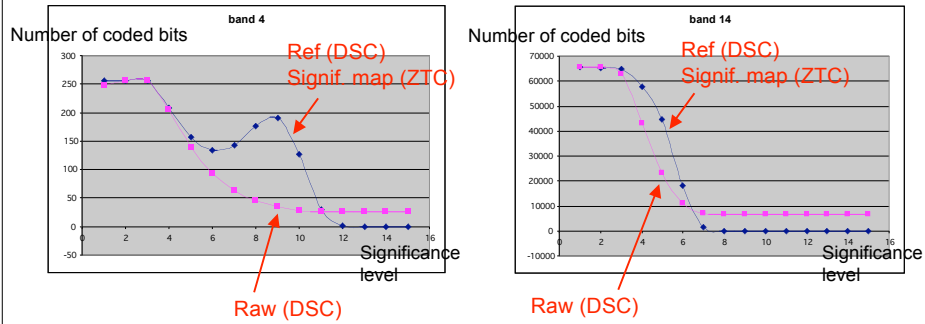 band 4
Number of coded bits
Ref (DSC)
Signif. map (ZTC)
300
250
200
150
100
50
0
-50
0 2 4 6 8 10 12 14 16
Significance
level
Raw (DSC)
band 14
Number of coded bits
Ref (DSC)
Signif. map (ZTC)
70000
60000
50000
40000
30000
20000
10000
0
-10000
0 2 4 6 8 10 12 14 16
Significance
level
Raw (DSC)